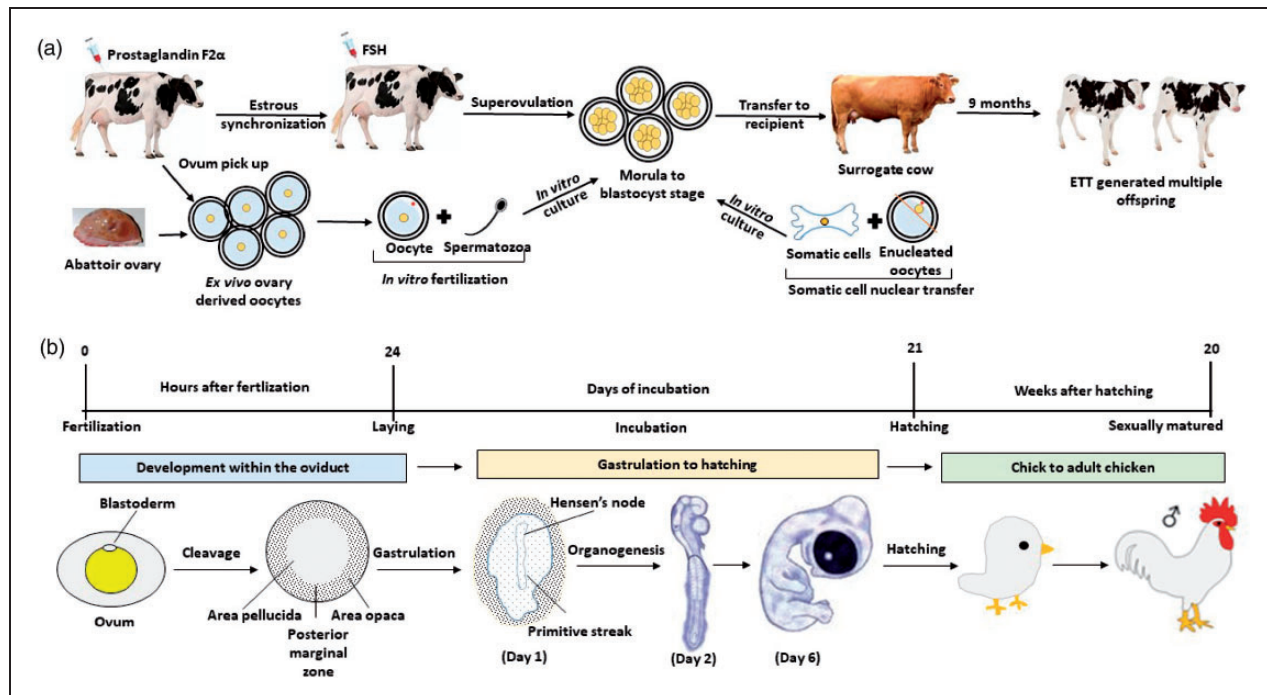 (a)
Prostaglandin F2α
FSH
Estrous
synchronization
Superovulation
Transfer to
recipient
9 months
Ovum pick up
Morula to
blastocyst stage
Surrogate cow
ETT generated multiple
offspring
In vitro
culture
In vitro
culture
Abattoir ovary
Oocyte
Spermatozoa
Somatic cells
Enucleated
oocytes
Ex vivo ovary
derived oocytes
In vitro fertilization
Somatic cell nuclear transfer
(b)
0
24
21
20
Hours after fertlization
Days of incubation
Weeks after hatching
Fertilization
Laying
Incubation
Hatching
Sexually matured
Development within the oviduct
Gastrulation to hatching
Chick to adult chicken
Blastoderm
Hensen's node
♂
Cleavage
Gastrulation
Organogenesis
Hatching
Area pellucida
Area opaca
Ovum
Posterior
marginal
zone
Primitive streak
(Day 1)
(Day 2)
(Day 6)